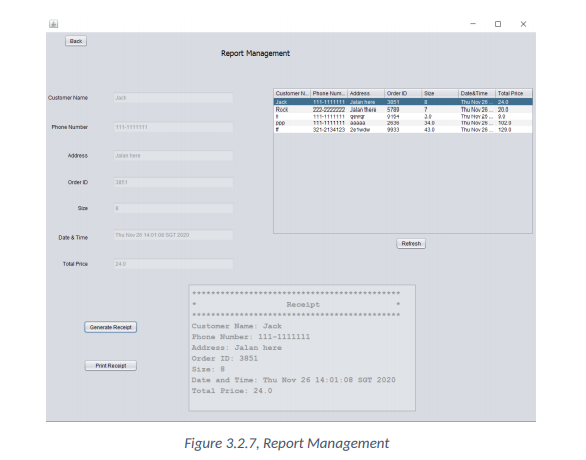 Back
Report Management
Customer Name Jack
Phone Number 111-1111111
Address Jalan here
Order ID 3851
Size 8
Date & Time Thu Nov 26 14:01:08 SGT 2020
Total Price 24.0
Customer N... Phone Num... Address Order ID Size Date&Time Total Price
Jack 111-1111111 Jalan here 3851 8 Thu Nov 26 ... 24.0
Rock 222-2222222 Jalan there 5789 7 Thu Nov 26 ... 20.0
111-1111111 9194 3.0 Thu Nov 26 ... 9.0
ppp 111-1111111 aaaaa 2636 34.0 Thu Nov 26 ... 102.0
ff 321-2134123 2e1wdw 9933 43.0 Thu Nov 26 ... 129.0
Refresh
Generate Receipt
Print Receipt
*******************************************
* Receipt *
*******************************************
Customer Name: Jack
Phone Number: 111-1111111
Address: Jalan here
Order ID: 3851
Size: 8
Date and Time: Thu Nov 26 14:01:08 SGT 2020
Total Price: 24.0
Figure 3.2.7, Report Management